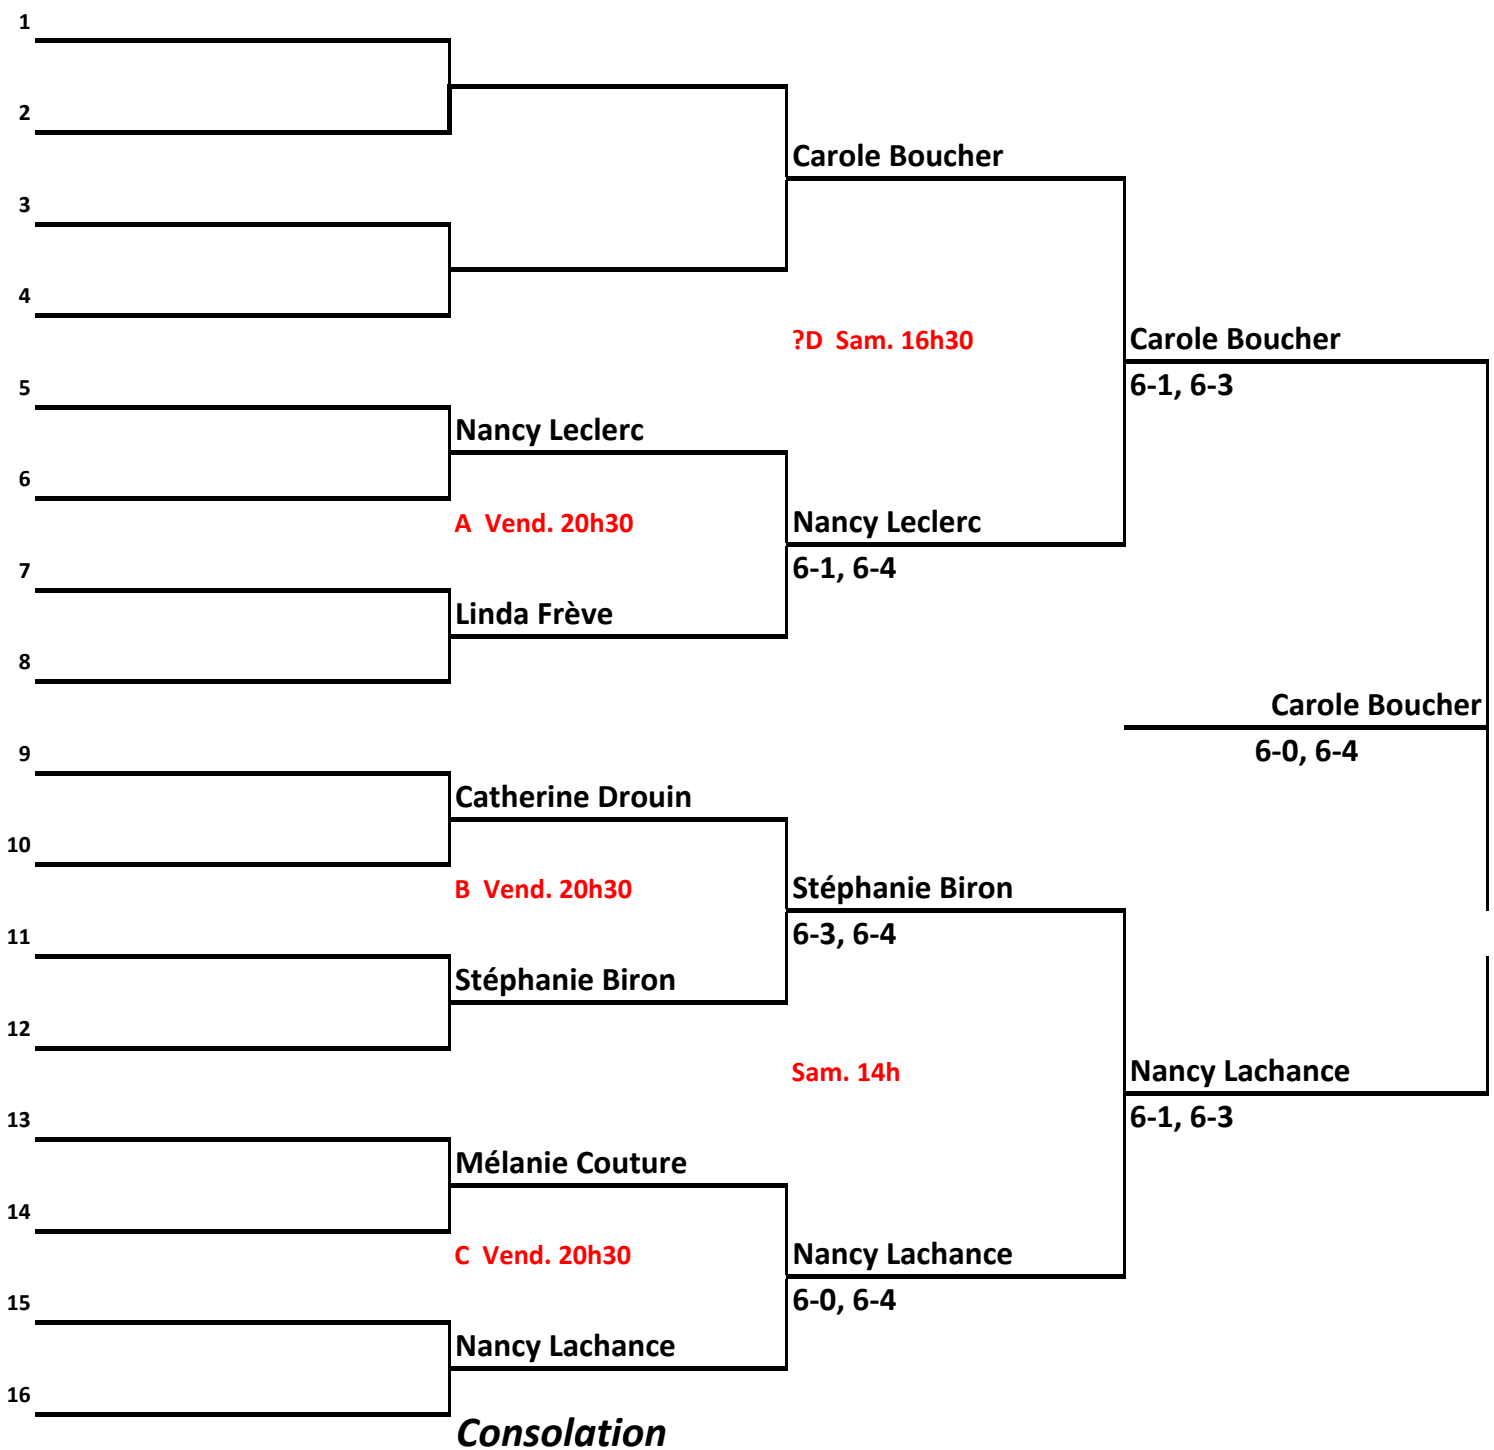 1
2
Carole Boucher
3
4
?D  Sam. 16h30
Carole Boucher
6-1, 6-3
5
Nancy Leclerc
6
A  Vend. 20h30
Nancy Leclerc
6-1, 6-4
7
Linda Frève
8
Carole Boucher
6-0, 6-4
9
Catherine Drouin
10
B  Vend. 20h30
Stéphanie Biron
6-3, 6-4
11
Stéphanie Biron
12
Sam. 14h
Nancy Lachance
6-1, 6-3
13
Mélanie Couture
14
C  Vend. 20h30
Nancy Lachance
6-0, 6-4
15
Nancy Lachance
16
Consolation